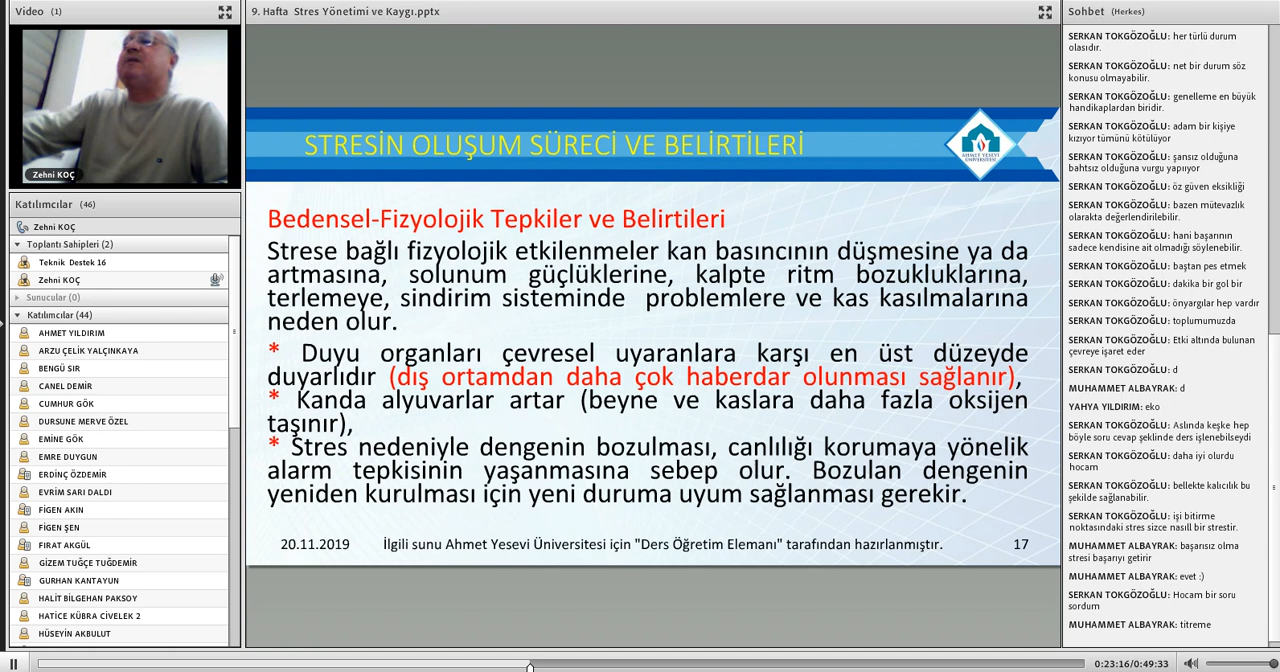 Video (1)
Zehni KOÇ
Katılımcılar (46)
Zehni KOÇ
Toplantı Sahipleri (2)
Teknik Destek 16
Zehni KOÇ
Sunucular (0)
Katılımcılar (44)
AHMET YILDIRIM
ARZU ÇELİK YALÇINKAYA
BENGÜ SIR
CANEL DEMİR
CUMHUR GÖK
DURSUNE MERVE ÖZEL
EMİNE GÖK
EMRE DUYGUN
ERDİNÇ ÖZDEMİR
EVRİM SARI DALDI
FİGEN AKIN
FİGEN ŞEN
FIRAT AKGÜL
GİZEM TUĞÇE TUĞDEMİR
GURHAN KANTAYUN
HALİT BİLGEHAN PAKSOY
HATİCE KÜBRA CİVELEK 2
HÜSEYİN AKBULUT
9. Hafta Stres Yönetimi ve Kaygı.pptx
STRESİN OLUŞUM SÜRECİ VE BELİRTİLERİ
AHMET YESEVİ
ÜNİVERSİTESİ
Bedensel-Fizyolojik Tepkiler ve Belirtileri
Strese bağlı fizyolojik etkilenmeler kan basıncının düşmesine ya da
artmasına, solunum güçlüklerine, kalpte ritm bozukluklarına,
terlemeye, sindirim sisteminde problemlere ve kas kasılmalarına
neden olur.
* Duyu organları çevresel uyaranlara karşı en üst düzeyde
duyarlıdır (dış ortamdan daha çok haberdar olunması sağlanır),
* Kanda alyuvarlar artar (beyne ve kaslara daha fazla oksijen
taşınır),
* Stres nedeniyle dengenin bozulması, canlılığı korumaya yönelik
alarm tepkisinin yaşanmasına sebep olur. Bozulan dengenin
yeniden kurulması için yeni duruma uyum sağlanması gerekir.
20.11.2019 İlgili sunu Ahmet Yesevi Üniversitesi için "Ders Öğretim Elemanı" tarafından hazırlanmıştır. 17
Sohbet (Herkes)
SERKAN TOKGÖZOĞLU: her türlü durum
olasıdır.
SERKAN TOKGÖZOĞLU: net bir durum söz
konusu olmayabilir.
SERKAN TOKGÖZOĞLU: genelleme en büyük
handikaplardan biridir.
SERKAN TOKGÖZOĞLU: adam bir kişiye
kızıyor tümünü kötülüyor
SERKAN TOKGÖZOĞLU: şansız olduğuna
bahtsız olduğuna vurgu yapıyor
SERKAN TOKGÖZOĞLU: öz güven eksikliği
SERKAN TOKGÖZOĞLU: bazen mütevazlık
olarakta değerlendirilebilir.
SERKAN TOKGÖZOĞLU: hani başarının
sadece kendisine ait olmadığı söylenebilir.
SERKAN TOKGÖZOĞLU: baştan pes etmek
SERKAN TOKGÖZOĞLU: dakika bir gol bir
SERKAN TOKGÖZOĞLU: önyargılar hep vardır
SERKAN TOKGÖZOĞLU: toplumumuzda
SERKAN TOKGÖZOĞLU: Etki altında bulunan
çevreye işaret eder
SERKAN TOKGÖZOĞLU: d
MUHAMMET ALBAYRAK: d
YAHYA YILDIRIM: eko
SERKAN TOKGÖZOĞLU: Aslında keşke hep
böyle soru cevap şeklinde ders işlenebilseydi
SERKAN TOKGÖZOĞLU: daha iyi olurdu
hocam
SERKAN TOKGÖZOĞLU: bellekte kalıcılık bu
şekilde sağlanabilir.
SERKAN TOKGÖZOĞLU: işi bitirme
noktasındaki stres sizce nasıll bir strestir.
MUHAMMET ALBAYRAK: başarısız olma
stresi başarıyı getirir
MUHAMMET ALBAYRAK: evet :)
SERKAN TOKGÖZOĞLU: Hocam bir soru
sordum
MUHAMMET ALBAYRAK: titreme
0:23:16/0:49:33